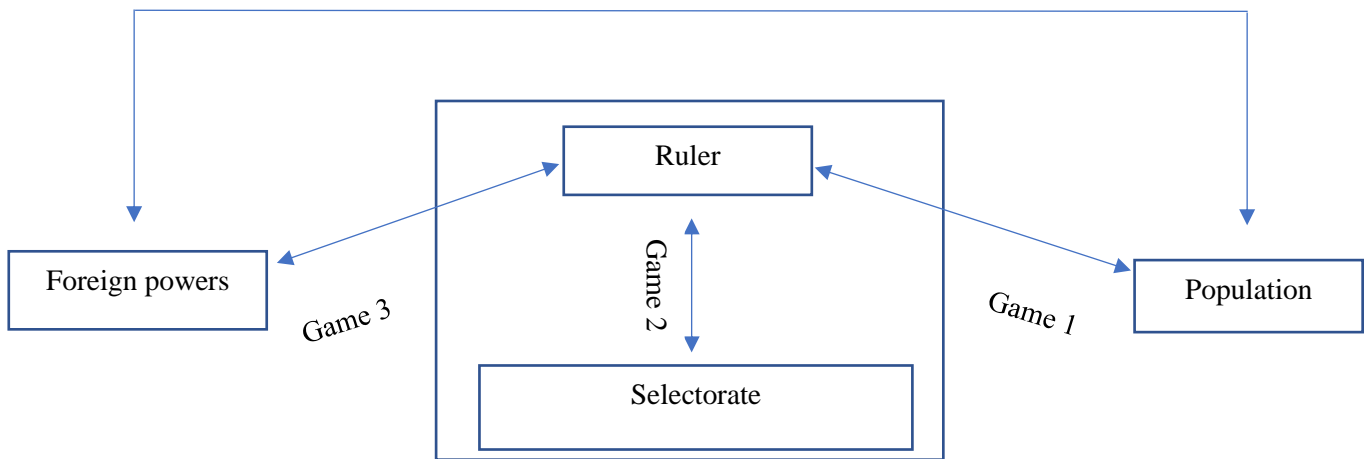 Ruler
Foreign powers
Game 3
Game 2
Game 1
Population
Selectorate